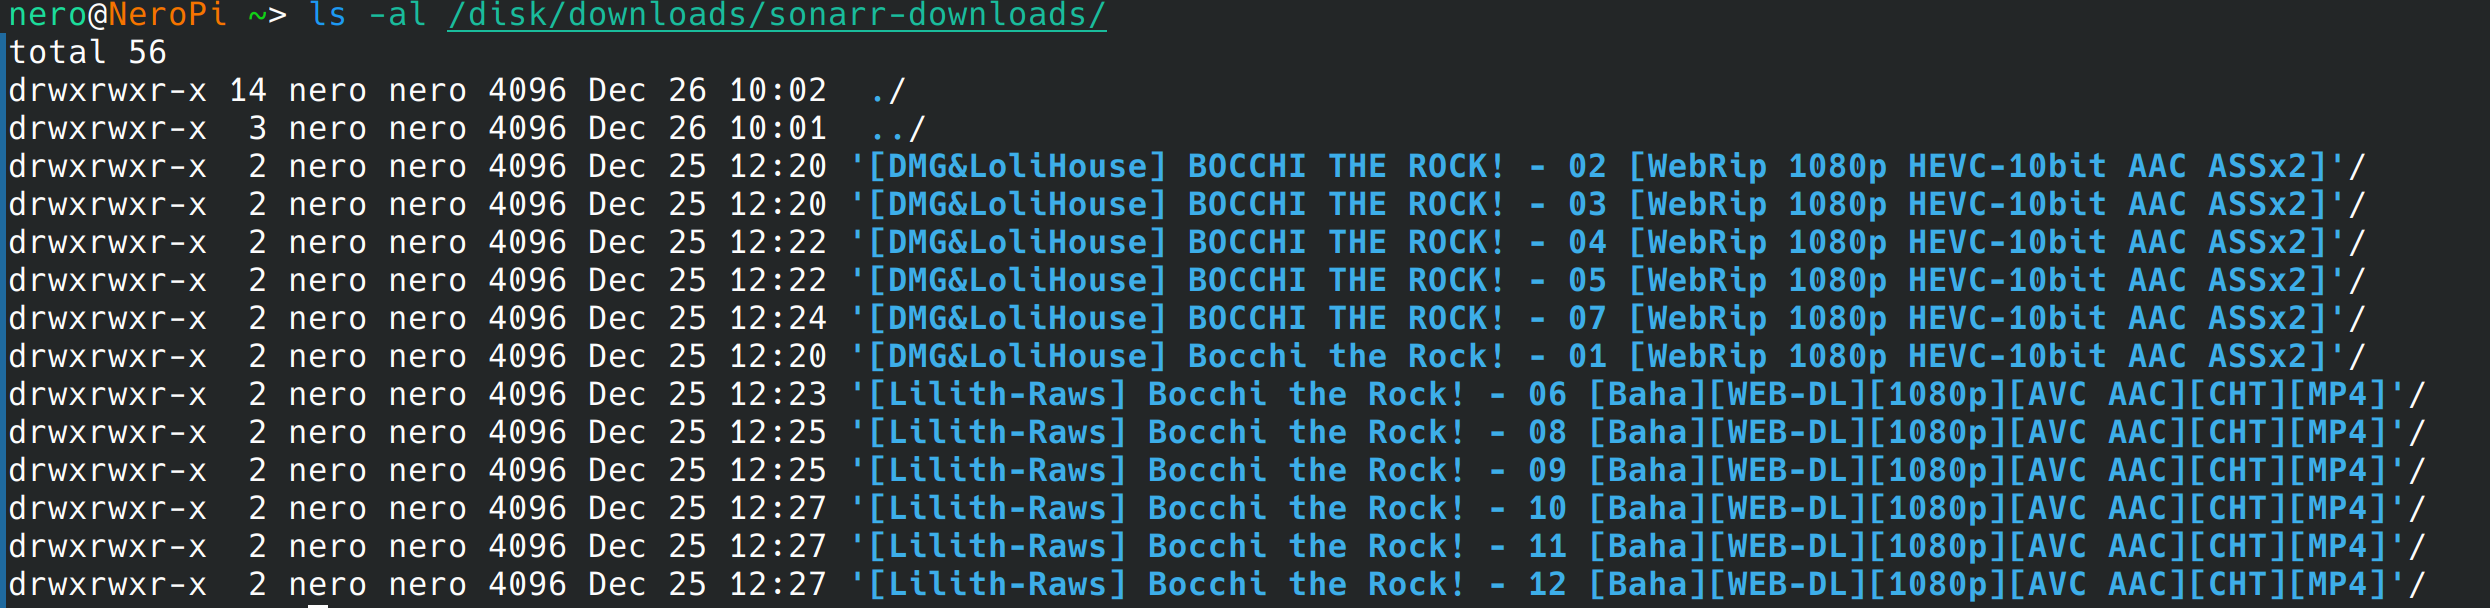 nero@NeroPi ~> ls -al /disk/downloads/sonarr-downloads/
total 56
drwxrwxr-x 14 nero nero 4096 Dec 26 10:02  ./
drwxrwxr-x  3 nero nero 4096 Dec 26 10:01  ../
drwxrwxr-x  2 nero nero 4096 Dec 25 12:20 '[DMG&LoliHouse] BOCCHI THE ROCK! - 02 [WebRip 1080p HEVC-10bit AAC ASSx2]'/
drwxrwxr-x  2 nero nero 4096 Dec 25 12:20 '[DMG&LoliHouse] BOCCHI THE ROCK! - 03 [WebRip 1080p HEVC-10bit AAC ASSx2]'/
drwxrwxr-x  2 nero nero 4096 Dec 25 12:22 '[DMG&LoliHouse] BOCCHI THE ROCK! - 04 [WebRip 1080p HEVC-10bit AAC ASSx2]'/
drwxrwxr-x  2 nero nero 4096 Dec 25 12:22 '[DMG&LoliHouse] BOCCHI THE ROCK! - 05 [WebRip 1080p HEVC-10bit AAC ASSx2]'/
drwxrwxr-x  2 nero nero 4096 Dec 25 12:24 '[DMG&LoliHouse] BOCCHI THE ROCK! - 07 [WebRip 1080p HEVC-10bit AAC ASSx2]'/
drwxrwxr-x  2 nero nero 4096 Dec 25 12:20 '[DMG&LoliHouse] Bocchi the Rock! - 01 [WebRip 1080p HEVC-10bit AAC ASSx2]'/
drwxrwxr-x  2 nero nero 4096 Dec 25 12:23 '[Lilith-Raws] Bocchi the Rock! - 06 [Baha][WEB-DL][1080p][AVC AAC][CHT][MP4]'/
drwxrwxr-x  2 nero nero 4096 Dec 25 12:25 '[Lilith-Raws] Bocchi the Rock! - 08 [Baha][WEB-DL][1080p][AVC AAC][CHT][MP4]'/
drwxrwxr-x  2 nero nero 4096 Dec 25 12:25 '[Lilith-Raws] Bocchi the Rock! - 09 [Baha][WEB-DL][1080p][AVC AAC][CHT][MP4]'/
drwxrwxr-x  2 nero nero 4096 Dec 25 12:27 '[Lilith-Raws] Bocchi the Rock! - 10 [Baha][WEB-DL][1080p][AVC AAC][CHT][MP4]'/
drwxrwxr-x  2 nero nero 4096 Dec 25 12:27 '[Lilith-Raws] Bocchi the Rock! - 11 [Baha][WEB-DL][1080p][AVC AAC][CHT][MP4]'/
drwxrwxr-x  2 nero nero 4096 Dec 25 12:27 '[Lilith-Raws] Bocchi the Rock! - 12 [Baha][WEB-DL][1080p][AVC AAC][CHT][MP4]'/